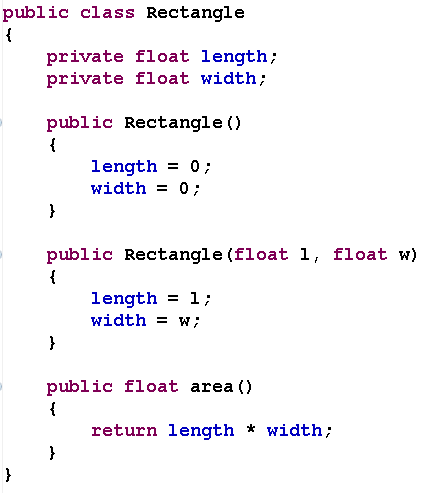 public class Rectangle
{
    private float length;
    private float width;

    public Rectangle()
    {
        length = 0;
        width = 0;
    }

    public Rectangle(float l, float w)
    {
        length = l;
        width = w;
    }

    public float area()
    {
        return length * width;
    }
}